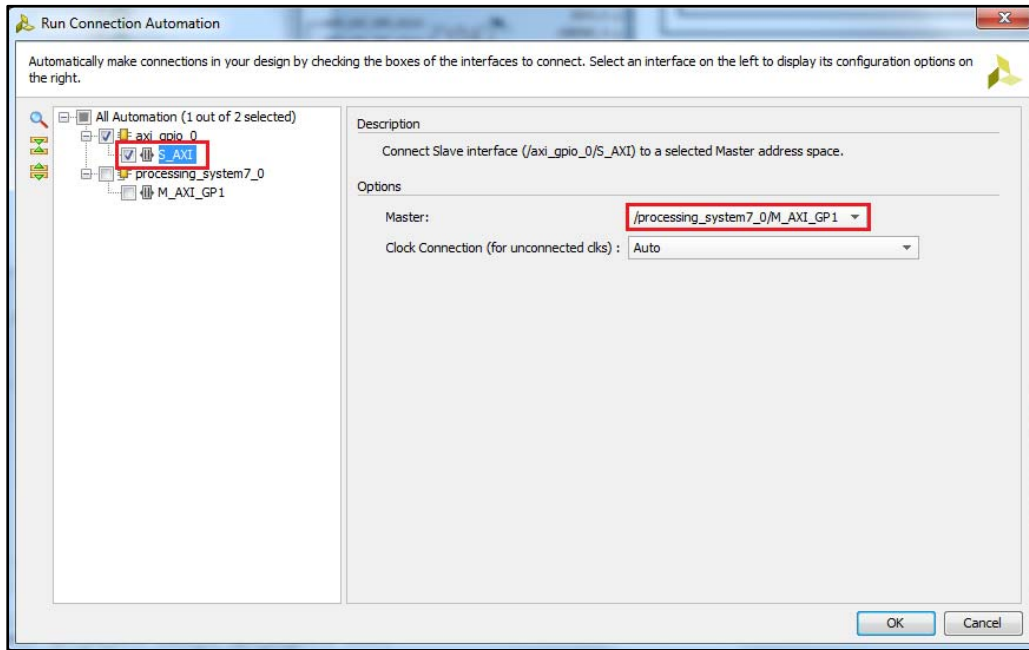 Run Connection Automation
Automatically make connections in your design by checking the boxes of the interfaces to connect. Select an interface on the left to display its configuration options on
the right.
All Automation (1 out of 2 selected)
axi_gpio_0
S_AXI
processing_system7_0
M_AXI_GP1
Description
Connect Slave interface (/axi_gpio_0/S_AXI) to a selected Master address space.
Options
Master: /processing_system7_0/M_AXI_GP1
Clock Connection (for unconnected clks) : Auto
OK Cancel